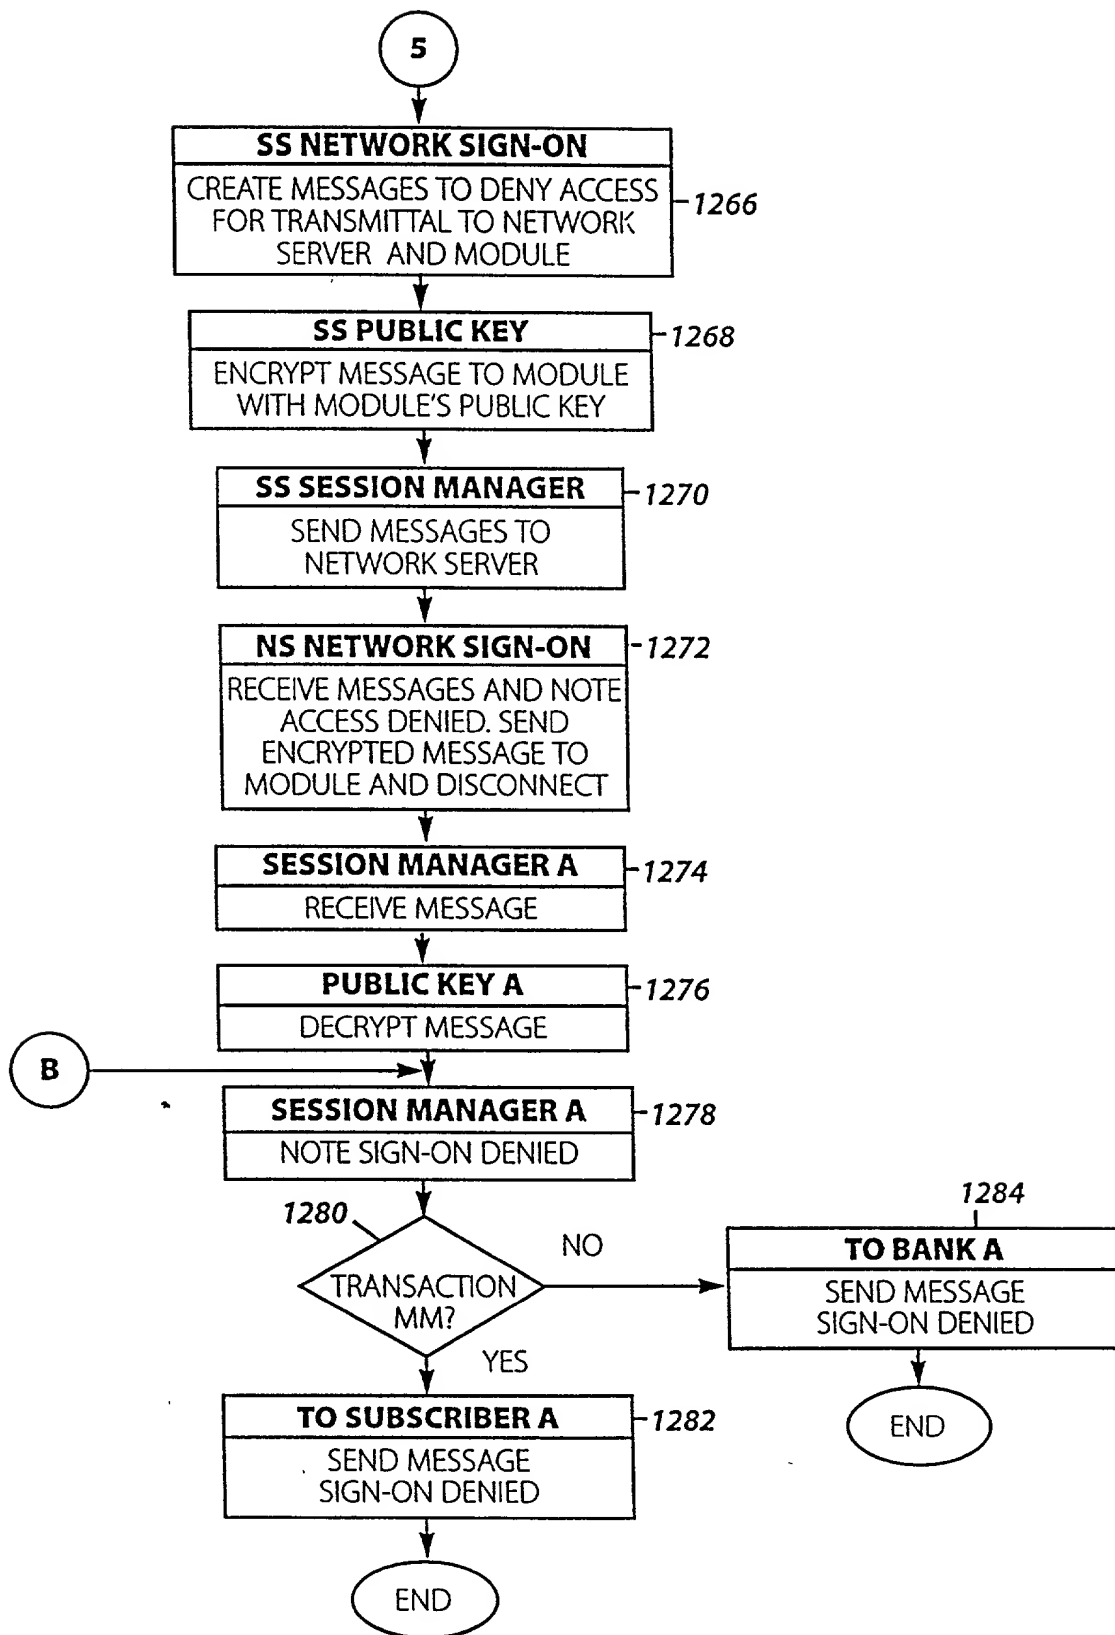 5
SS NETWORK SIGN-ON
CREATE MESSAGES TO DENY ACCESS
FOR TRANSMITTAL TO NETWORK
SERVER AND MODULE
1266
SS PUBLIC KEY
1268
ENCRYPT MESSAGE TO MODULE
WITH MODULE'S PUBLIC KEY
SS SESSION MANAGER
1270
SEND MESSAGES TO
NETWORK SERVER
NS NETWORK SIGN-ON
1272
RECEIVE MESSAGES AND NOTE
ACCESS DENIED. SEND
ENCRYPTED MESSAGE TO
MODULE AND DISCONNECT
SESSION MANAGER A
1274
RECEIVE MESSAGE
PUBLIC KEY A
1276
DECRYPT MESSAGE
B
SESSION MANAGER A
1278
NOTE SIGN-ON DENIED
1280
TRANSACTION
MM?
NO
YES
1284
TO BANK A
SEND MESSAGE
SIGN-ON DENIED
END
TO SUBSCRIBER A
1282
SEND MESSAGE
SIGN-ON DENIED
END